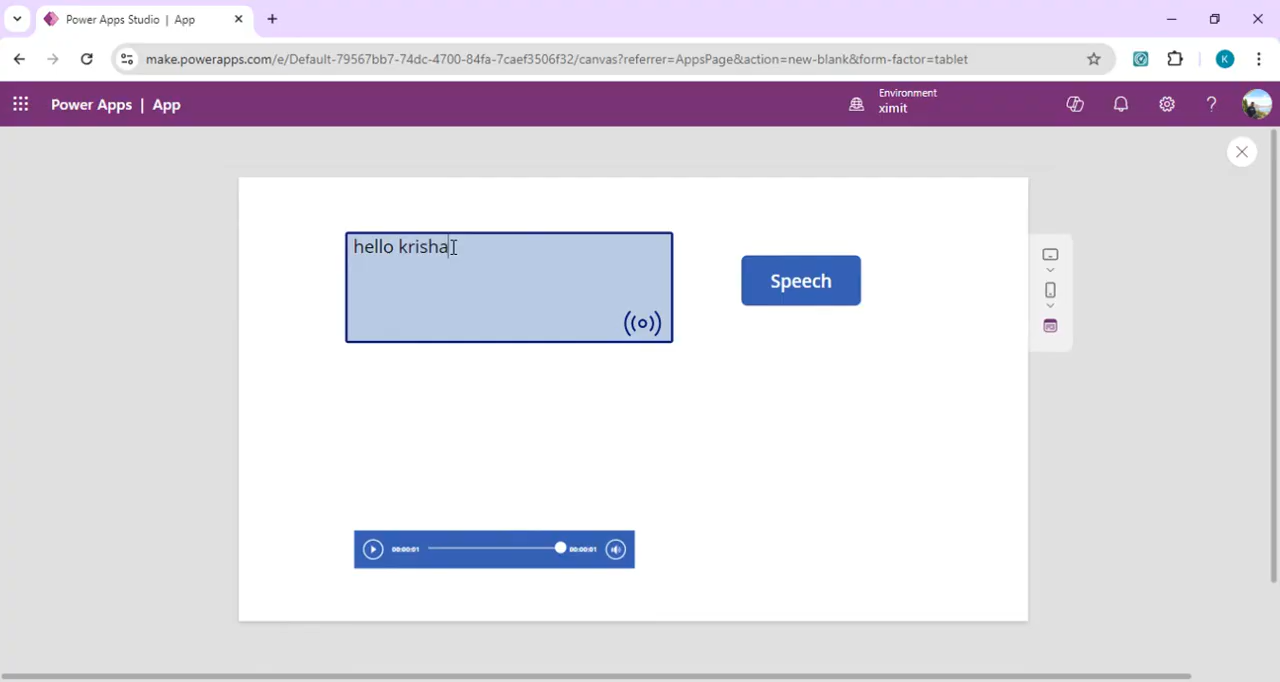 Power Apps Studio | App
make.powerapps.com/e/Default-79567bb7-74dc-4700-84fa-7caef3506f32/canvas?referrer=AppsPage&action=new-blank&form-factor=tablet
K
Power Apps | App
Environment
ximit
hello krisha
Speech
00:00:01
00:00:01